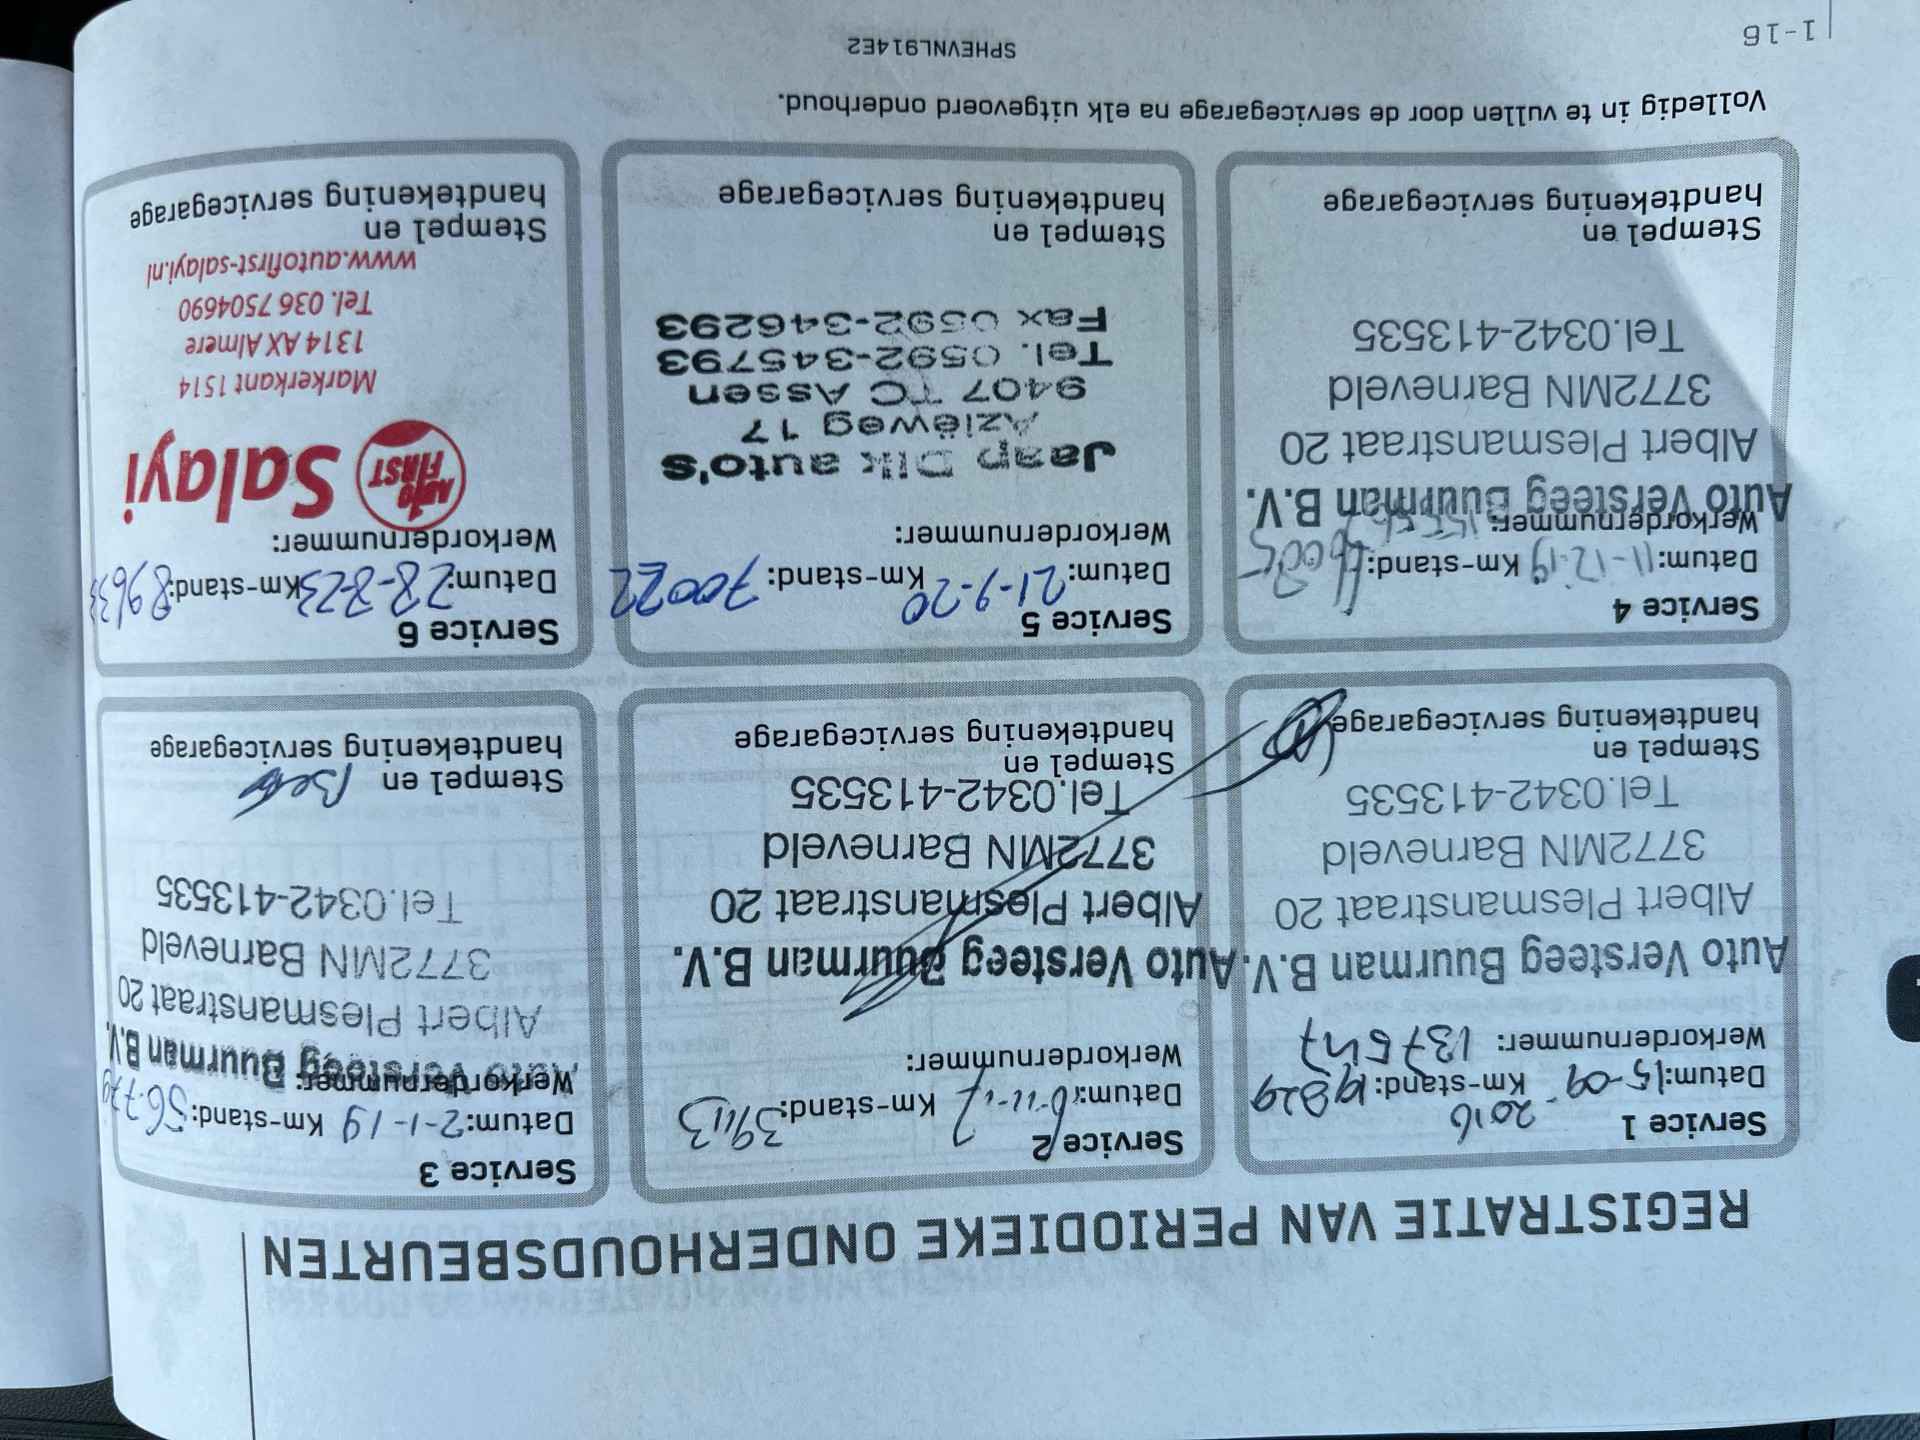 REGISTRATIE VAN PERIODIEKE ONDERHOUDSBEURTEN
Service 1
2016
Datum: 15-09- Km-stand: 19829
Werkordernummer: 137547
Auto Versteeg Buurman B.V.
Albert Plesmanstraat 20
3772MN Barneveld
Tel.0342-413535
Stempel en
handtekening servicegarage
Service 2
Datum: Km-stand: 39113
Werkordernummer:
Auto Versteeg Buurman B.V.
Albert Plesmanstraat 20
3772MN Barneveld
Tel.0342-413535
Stempel en
handtekening servicegarage
Service 3
Datum: 2-1-19 Km-stand: 56.779
Werkordernummer:
Auto Versteeg Buurman B.V.
Albert Plesmanstraat 20
3772MN Barneveld
Tel.0342-413535
Stempel en
handtekening servicegarage
Service 4
Datum: 11-12-19 Km-stand:
Werkordernummer:
Auto Versteeg Buurman B.V.
Albert Plesmanstraat 20
3772MN Barneveld
Tel.0342-413535
Stempel en
handtekening servicegarage
Service 5
Datum: 21-9-20 Km-stand: 70022
Werkordernummer:
Jaap Dik auto's
Aziëweg 17
9407 TC Assen
Tel. 0592-345793
Fax 0592-346293
Stempel en
handtekening servicegarage
Service 6
Datum: 28-8-23 Km-stand: 89633
Werkordernummer:
AUTO FIRST Salayi
Markerkant 1514
1314 AX Almere
Tel. 036 7504690
www.autofirst-salayi.nl
Stempel en
handtekening servicegarage
Volledig in te vullen door de servicegarage na elk uitgevoerd onderhoud.
1-16
SPHEVNL914E2